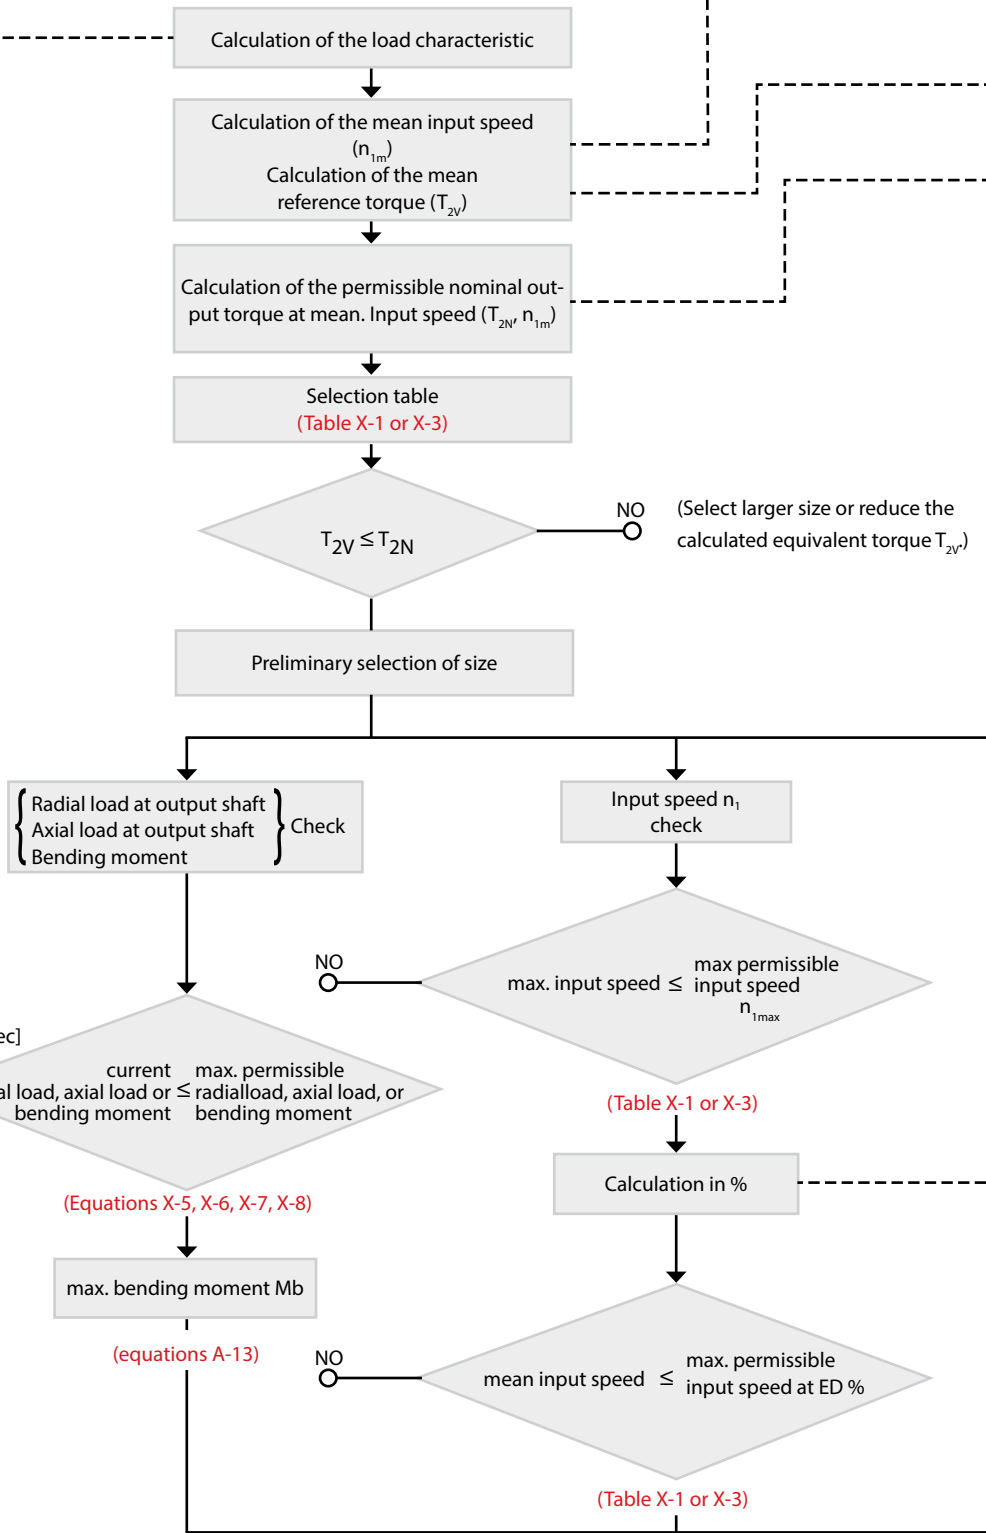 Calculation of the load characteristic
Calculation of the mean input speed
(n1m)
Calculation of the mean
reference torque (T2V)
Calculation of the permissible nominal out-
put torque at mean. Input speed (T2N, n1m)
Selection table
(Table X-1 or X-3)
T2V ≤ T2N
NO
(Select larger size or reduce the
calculated equivalent torque T2V.)
Preliminary selection of size
Radial load at output shaft
Axial load at output shaft
Bending moment
Check
Input speed n1
check
NO
max. input speed ≤ max permissible
input speed
n1max
(Table X-1 or X-3)
ec]
current
al load, axial load or
bending moment
≤
max. permissible
radialload, axial load, or
bending moment
(Equations X-5, X-6, X-7, X-8)
Calculation in %
max. bending moment Mb
(equations A-13)
NO
mean input speed ≤ max. permissible
input speed at ED %
(Table X-1 or X-3)